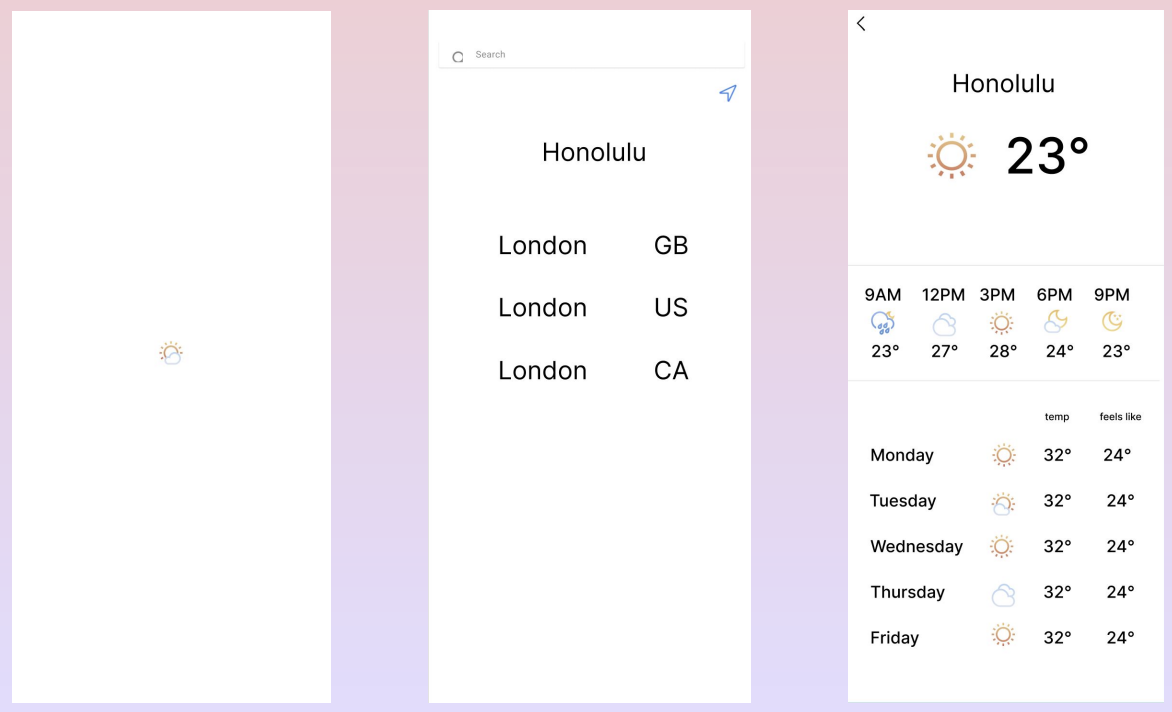 Search
Honolulu
London GB
London US
London CA
Honolulu
23°
9AM 12PM 3PM 6PM 9PM
23° 27° 28° 24° 23°
temp feels like
Monday 32° 24°
Tuesday 32° 24°
Wednesday 32° 24°
Thursday 32° 24°
Friday 32° 24°